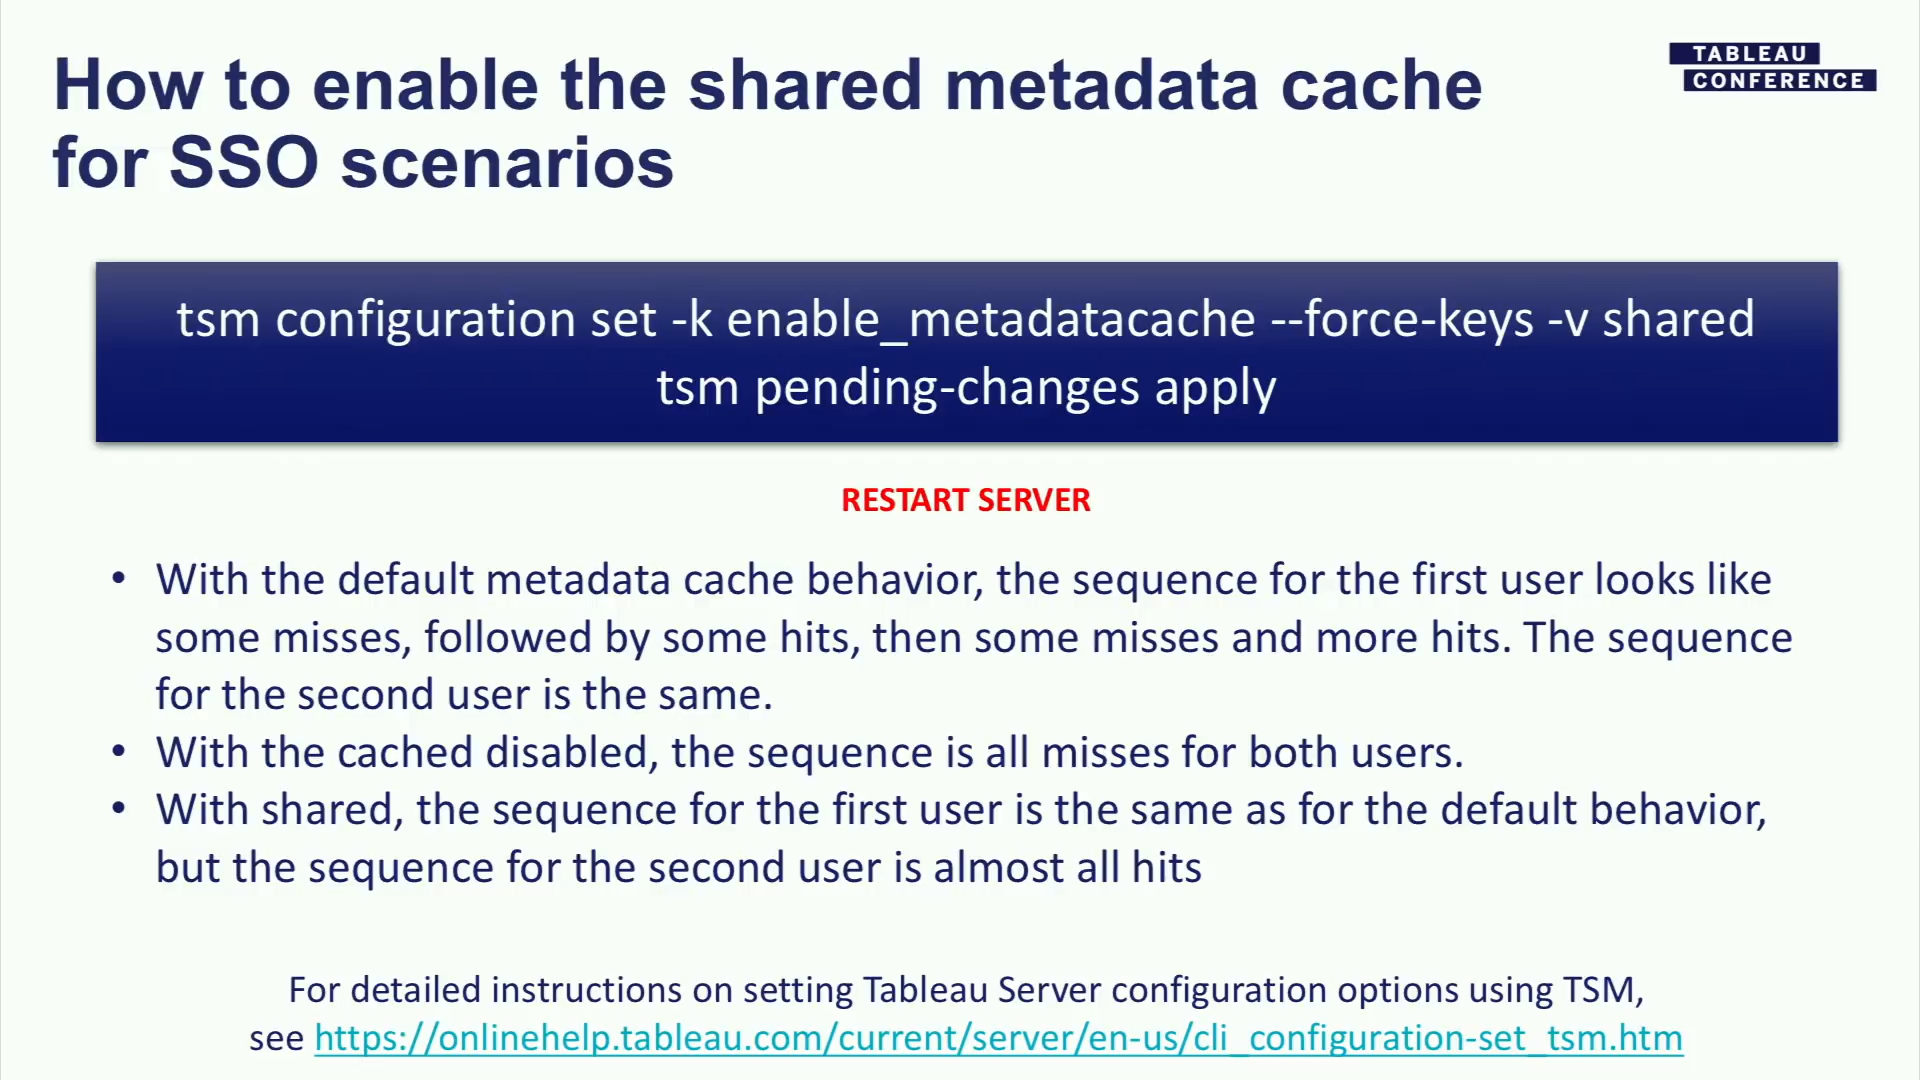 How to enable the shared metadata cache
for SSO scenarios
TABLEAU
CONFERENCE
tsm configuration set -k enable_metadatacache --force-keys -v shared
tsm pending-changes apply
RESTART SERVER
• With the default metadata cache behavior, the sequence for the first user looks like
some misses, followed by some hits, then some misses and more hits. The sequence
for the second user is the same.
• With the cached disabled, the sequence is all misses for both users.
• With shared, the sequence for the first user is the same as for the default behavior,
but the sequence for the second user is almost all hits
For detailed instructions on setting Tableau Server configuration options using TSM,
see https://onlinehelp.tableau.com/current/server/en-us/cli_configuration-set_tsm.htm